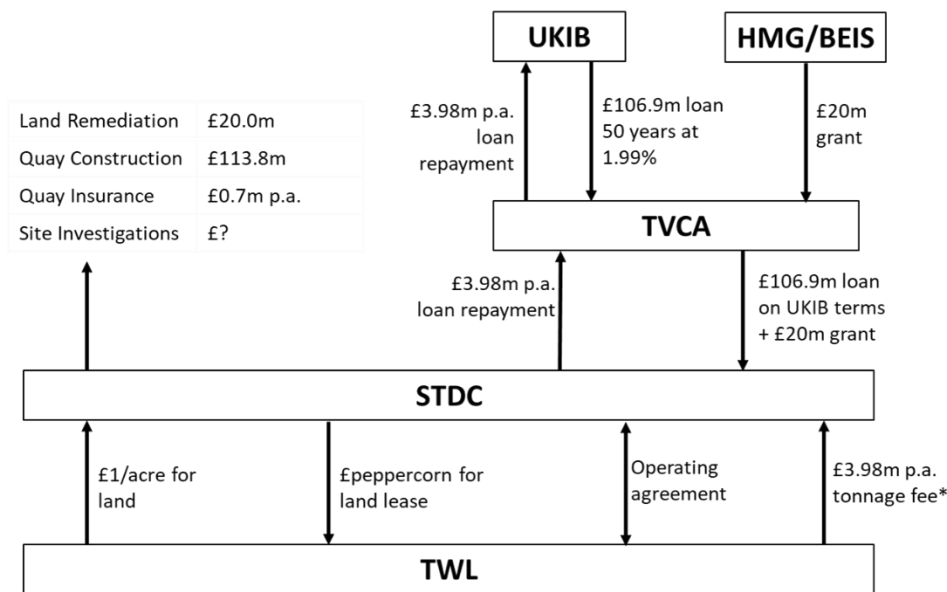 UKIB
HMG/BEIS
£3.98m p.a.
loan
repayment
£106.9m loan
50 years at
1.99%
£20m
grant
Land Remediation £20.0m
Quay Construction £113.8m
Quay Insurance £0.7m p.a.
Site Investigations £?
TVCA
£3.98m p.a.
loan repayment
£106.9m loan
on UKIB terms
+ £20m grant
STDC
£1/acre for
land
£peppercorn for
land lease
Operating
agreement
£3.98m p.a.
tonnage fee*
TWL